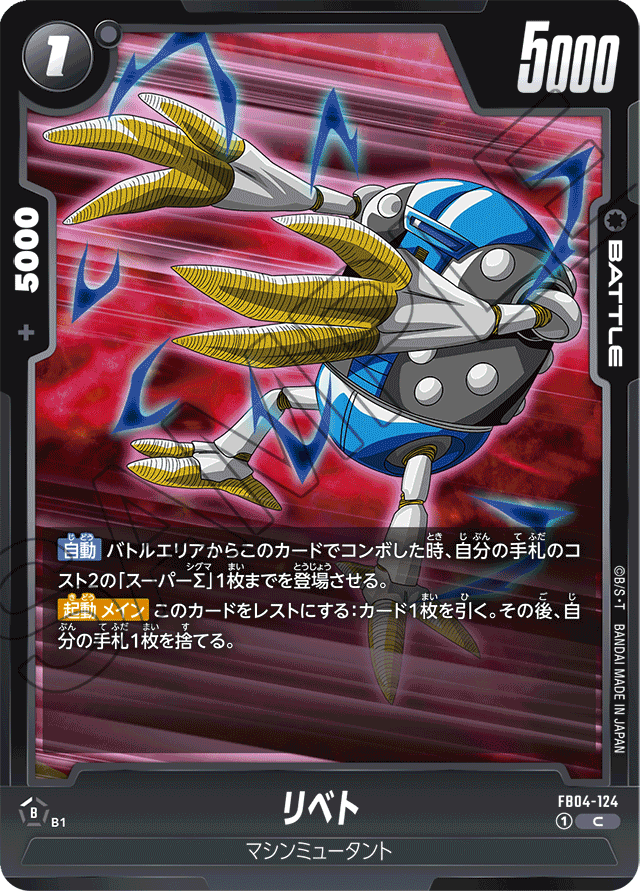 1
5000
+ 5000
BATTLE
SAMPLE
自動 バトルエリアからこのカードでコンボした時、自分の手札のコ
スト2の「スーパーΣ」1枚までを登場させる。
起動メイン このカードをレストにする：カード1枚を引く。その後、自
分の手札1枚を捨てる。
©B/S・T BANDAI MADE IN JAPAN
B B1
リベト
FB04-124
1 C
マシンミュータント